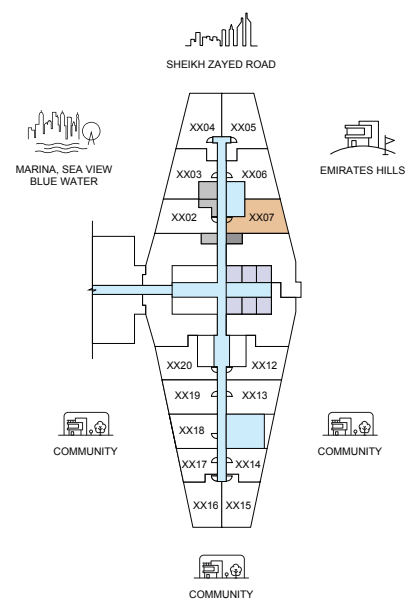 SHEIKH ZAYED ROAD
MARINA, SEA VIEW
BLUE WATER
EMIRATES HILLS
XX04 XX05
XX03 XX06
XX02 XX07
XX20 XX12
XX19 XX13
XX18
XX17 XX14
XX16 XX15
COMMUNITY
COMMUNITY
COMMUNITY